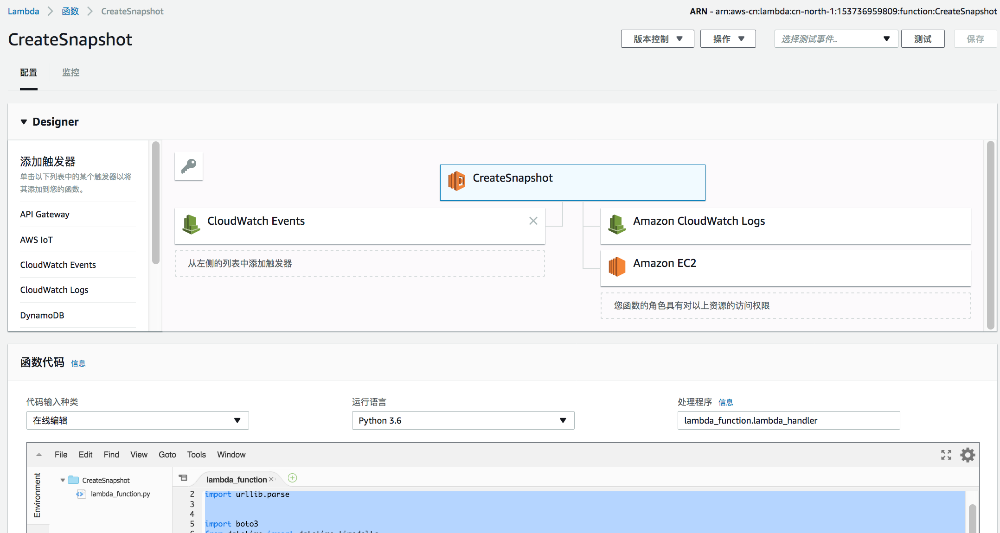 Lambda 函数 CreateSnapshot
ARN - arn:aws-cn:lambda:cn-north-1:153736959809:function:CreateSnapshot
CreateSnapshot
版本控制 操作 选择测试事件.. 测试 保存
配置 监控
Designer
添加触发器
单击以下列表中的某个触发器以将
其添加到您的函数。
API Gateway
AWS IoT
CloudWatch Events
CloudWatch Logs
DynamoDB
CreateSnapshot
CloudWatch Events
从左侧的列表中添加触发器
Amazon CloudWatch Logs
Amazon EC2
您函数的角色具有对以上资源的访问权限
函数代码 信息
代码输入种类
在线编辑
运行语言
Python 3.6
处理程序 信息
lambda_function.lambda_handler
File Edit Find View Goto Tools Window
Environment
CreateSnapshot
lambda_function.py
lambda_function
2 import urllib.parse
3
4
5 import boto3
6 from datetime import datetime,timedelta